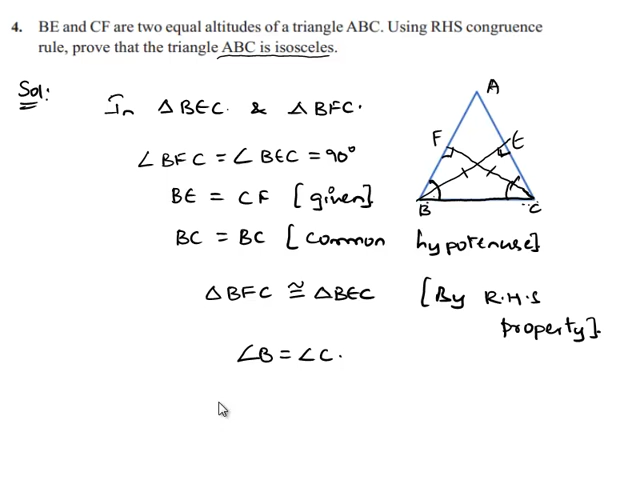 4. BE and CF are two equal altitudes of a triangle ABC. Using RHS congruence
rule, prove that the triangle ABC is isosceles.
Sol:
In △BEC. & △BFC.
∠BFC = ∠BEC = 90°
BE = CF [given]
BC = BC [common hypotenuse]
△BFC ≅ △BEC [By R.H.S
property].
∠B = ∠C.
A
F
E
B
C